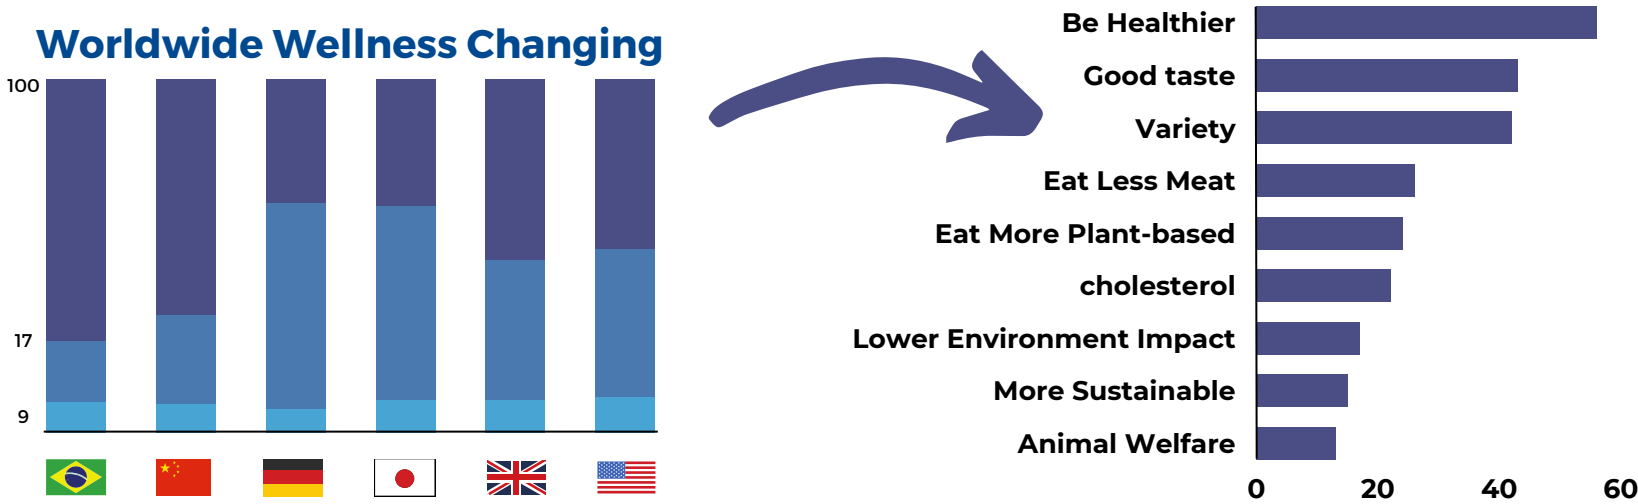 Worldwide Wellness Changing
100
17
9
Be Healthier
Good taste
Variety
Eat Less Meat
Eat More Plant-based
cholesterol
Lower Environment Impact
More Sustainable
Animal Welfare
0 20 40 60